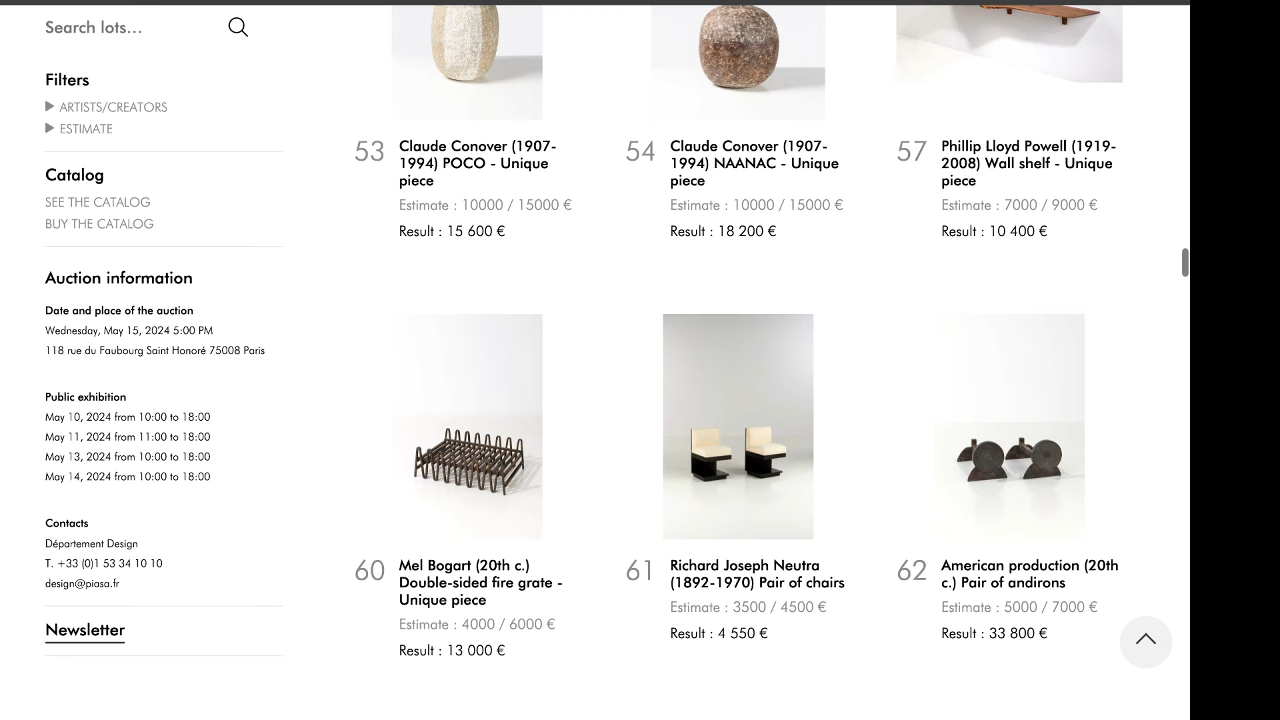 Search lots...
Filters
ARTISTS/CREATORS
ESTIMATE
Catalog
SEE THE CATALOG
BUY THE CATALOG
Auction information
Date and place of the auction
Wednesday, May 15, 2024 5:00 PM
118 rue du Faubourg Saint Honoré 75008 Paris
Public exhibition
May 10, 2024 from 10:00 to 18:00
May 11, 2024 from 11:00 to 18:00
May 13, 2024 from 10:00 to 18:00
May 14, 2024 from 10:00 to 18:00
Contacts
Département Design
T. +33 (0)1 53 34 10 10
design@piasa.fr
Newsletter
53
Claude Conover (1907-
1994) POCO - Unique
piece
Estimate : 10000 / 15000 €
Result : 15 600 €
54
Claude Conover (1907-
1994) NAANAC - Unique
piece
Estimate : 10000 / 15000 €
Result : 18 200 €
57
Phillip Lloyd Powell (1919-
2008) Wall shelf - Unique
piece
Estimate : 7000 / 9000 €
Result : 10 400 €
60
Mel Bogart (20th c.)
Double-sided fire grate -
Unique piece
Estimate : 4000 / 6000 €
Result : 13 000 €
61
Richard Joseph Neutra
(1892-1970) Pair of chairs
Estimate : 3500 / 4500 €
Result : 4 550 €
62
American production (20th
c.) Pair of andirons
Estimate : 5000 / 7000 €
Result : 33 800 €